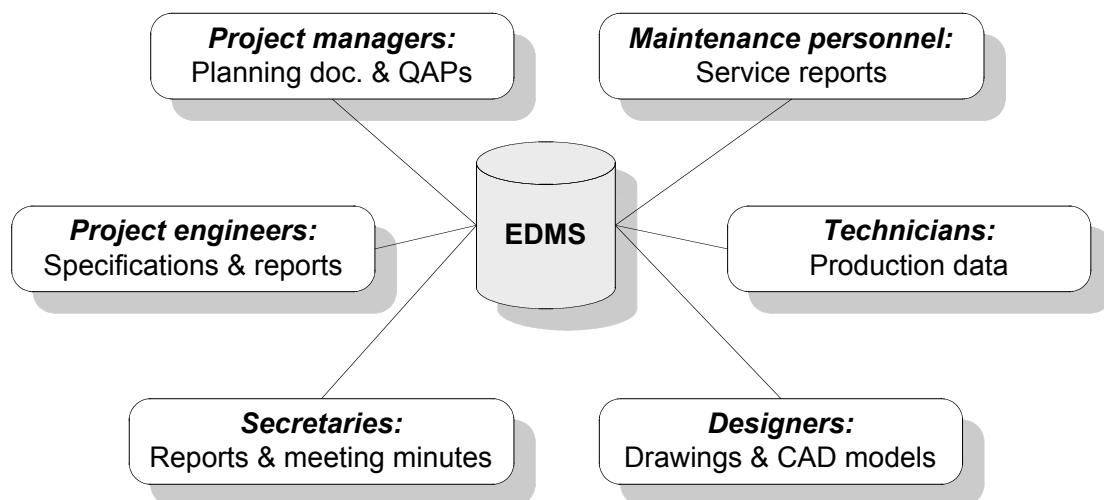 Project managers:
Planning doc. & QAPs
Maintenance personnel:
Service reports
EDMS
Project engineers:
Specifications & reports
Technicians:
Production data
Secretaries:
Reports & meeting minutes
Designers:
Drawings & CAD models